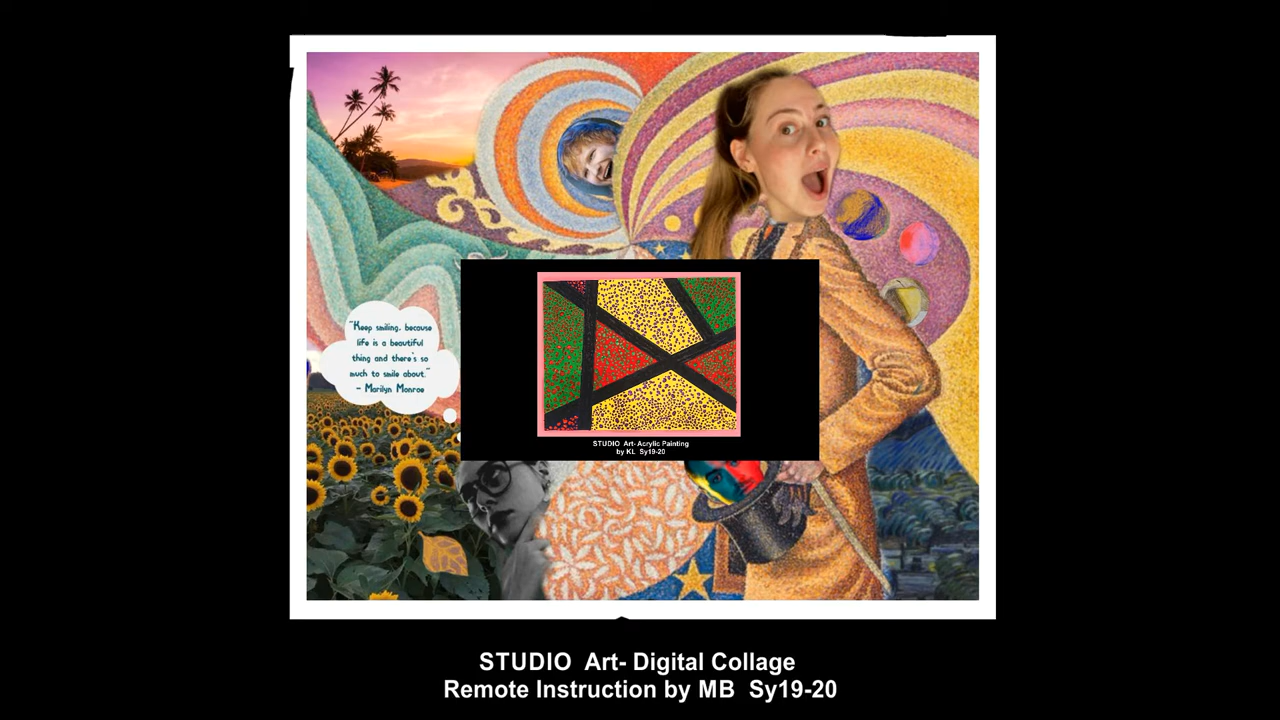 "Keep smiling, because
life is a beautiful
thing and there's so
much to smile about."
- Marilyn Monroe
STUDIO Art- Acrylic Painting
by KL Sy19-20
STUDIO Art- Digital Collage
Remote Instruction by MB Sy19-20